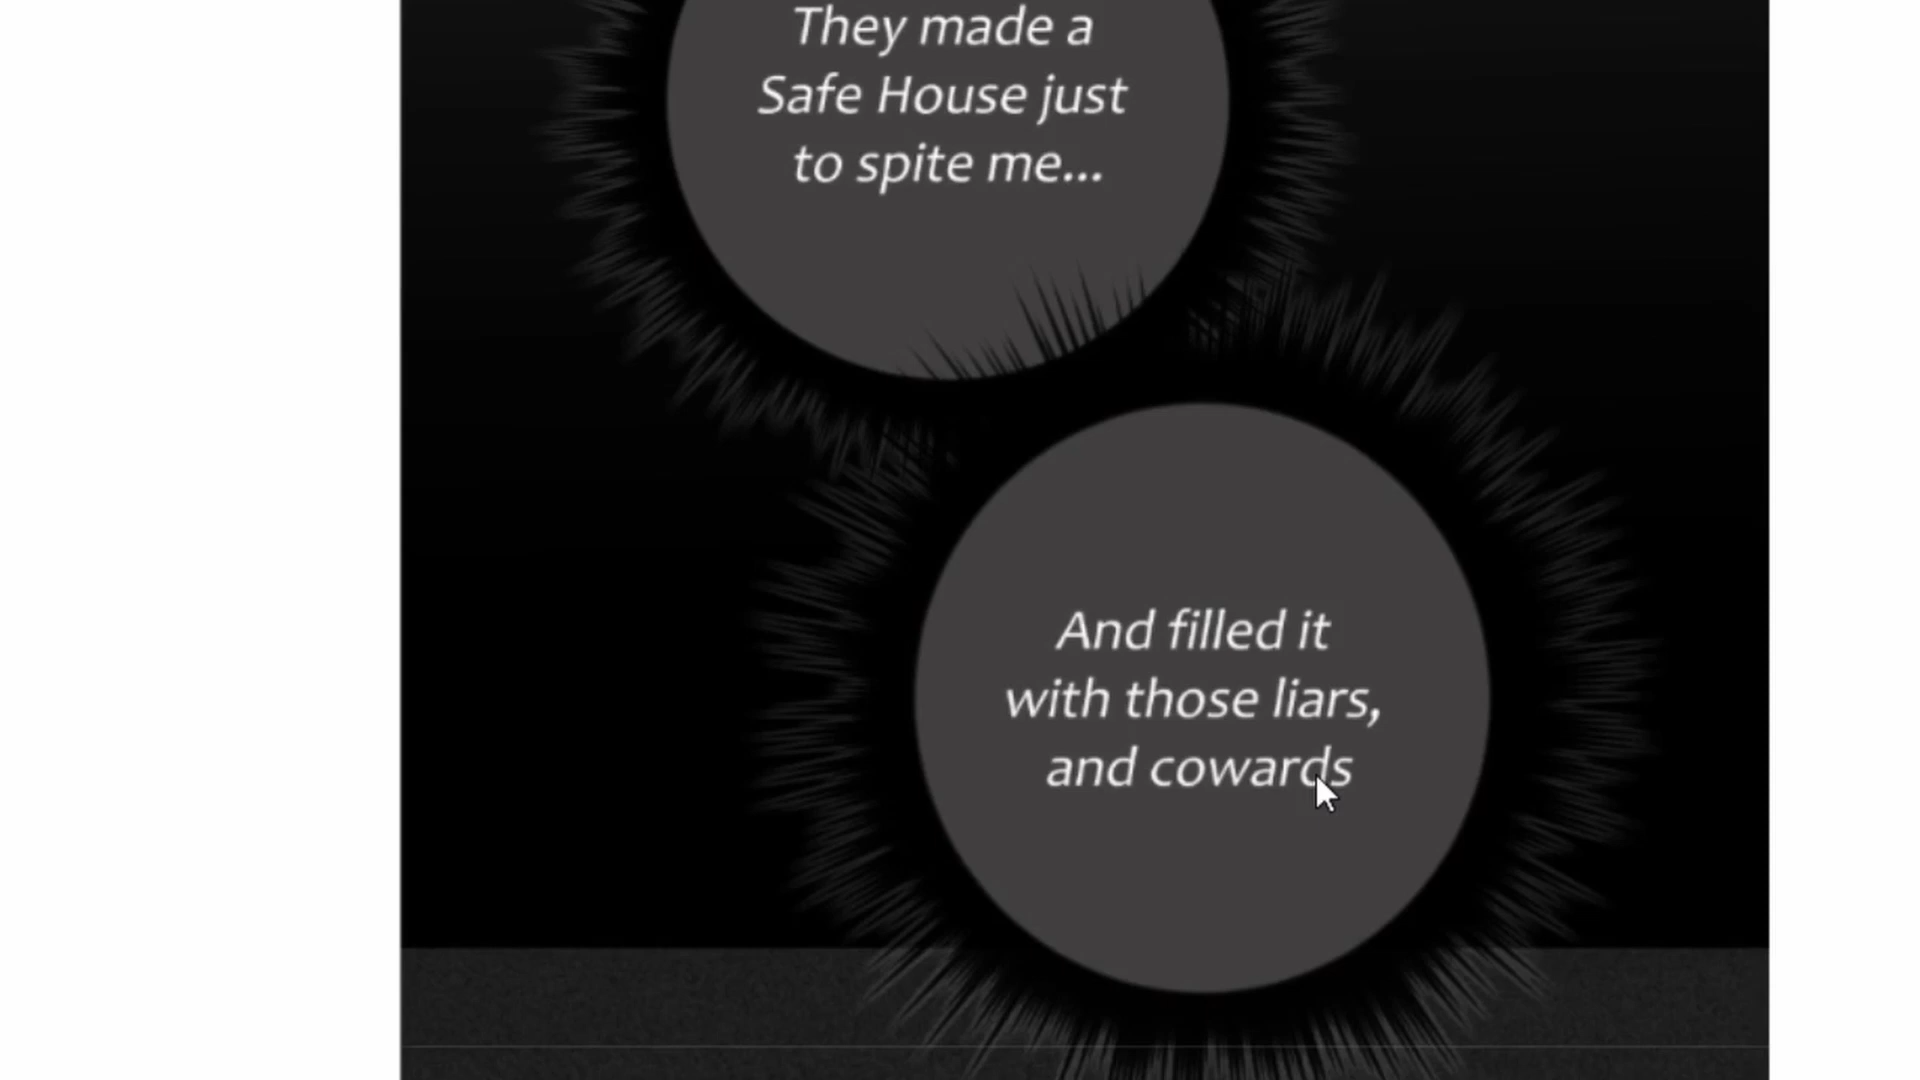 They made a
Safe House just
to spite me...
And filled it
with those liars,
and cowards